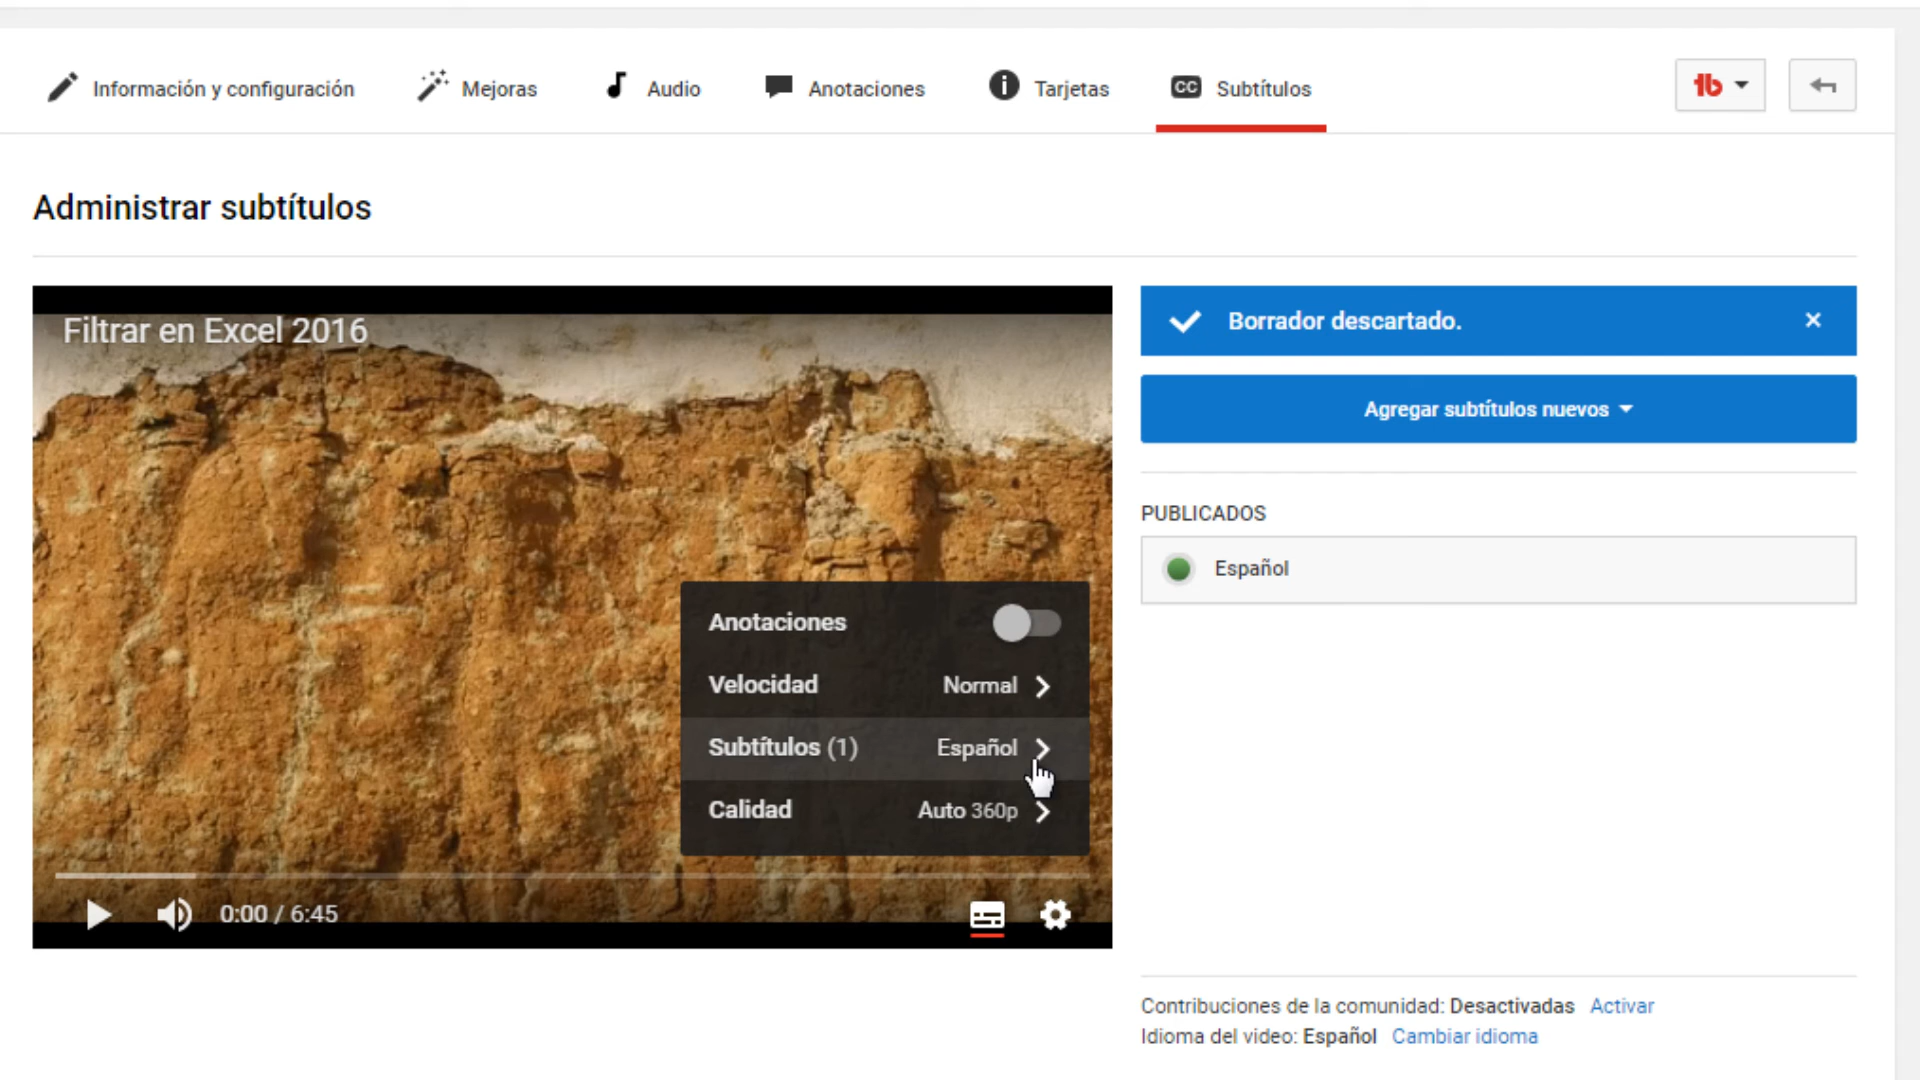 Información y configuración
Mejoras
Audio
Anotaciones
Tarjetas
CC Subtítulos
1b
Administrar subtítulos
Filtrar en Excel 2016
Anotaciones
Velocidad Normal
Subtítulos (1) Español
Calidad Auto 360p
0:00 / 6:45
Borrador descartado.
Agregar subtítulos nuevos
PUBLICADOS
Español
Contribuciones de la comunidad: Desactivadas Activar
Idioma del video: Español Cambiar idioma